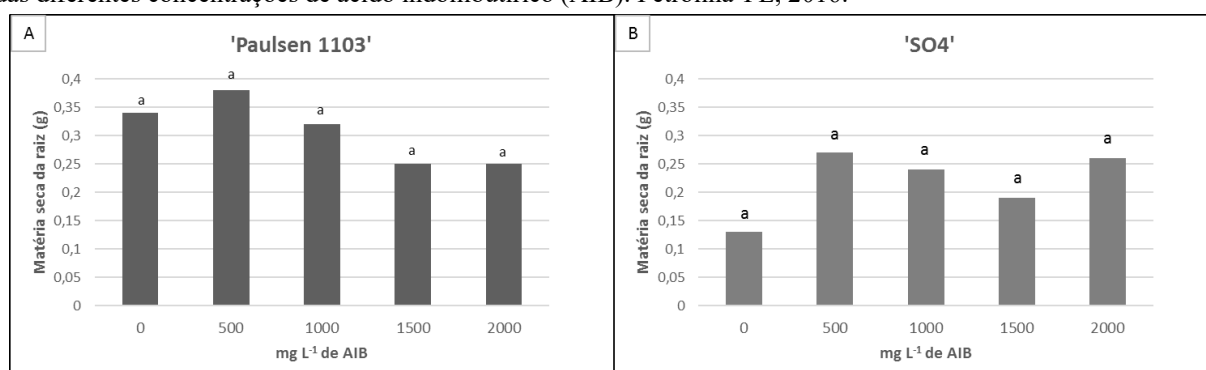 das diferentes concentrações de ácido indolbutírico (AIB). Petrolina-PE, 2016.
A
'Paulsen 1103'
Matéria seca da raiz (g)
0,4
0,35
0,3
0,25
0,2
0,15
0,1
0,05
0
a
a
a
a
a
0 500 1000 1500 2000
mg L⁻¹ de AIB
B
'SO4'
Matéria seca da raiz (g)
0,4
0,35
0,3
0,25
0,2
0,15
0,1
0,05
0
a
a
a
a
a
0 500 1000 1500 2000
mg L⁻¹ de AIB